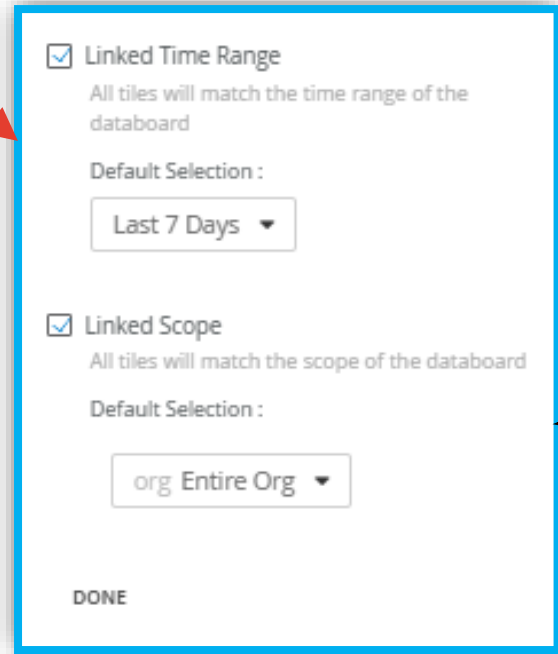 Linked Time Range
All tiles will match the time range of the
databoard
Default Selection :
Last 7 Days
Linked Scope
All tiles will match the scope of the databoard
Default Selection :
org Entire Org
DONE